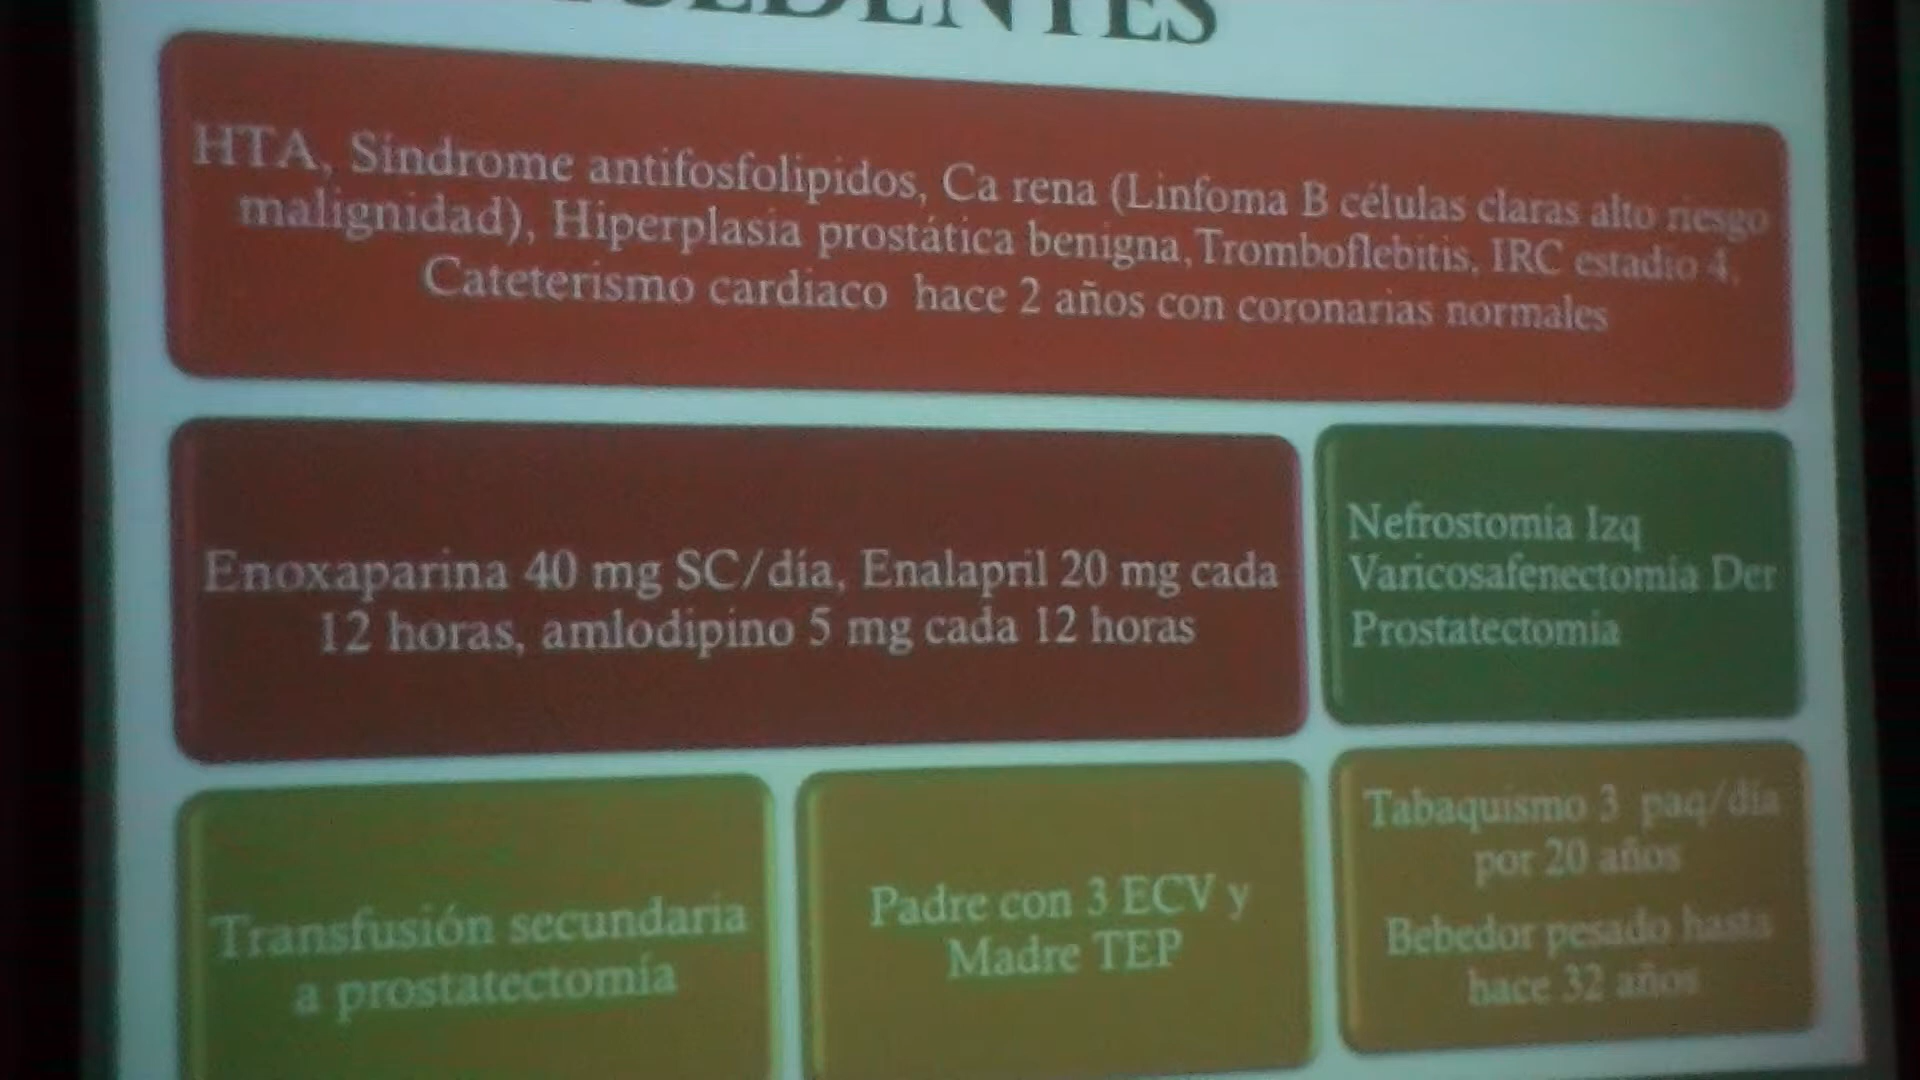 HTA, Síndrome antifosfolipidos, Ca rena (Linfoma B células claras alto riesgo
malignidad), Hiperplasia prostática benigna, Tromboflebitis, IRC estadio 4,
Cateterismo cardiaco hace 2 años con coronarias normales
Enoxaparina 40 mg SC/día, Enalapril 20 mg cada
12 horas, amlodipino 5 mg cada 12 horas
Nefrostomía Izq
Varicosafenectomía Der
Prostatectomia
Transfusión secundaria
a prostatectomía
Padre con 3 ECV y
Madre TEP
Tabaquismo 3 paq/día
por 20 años
Bebedor pesado hasta
hace 32 años